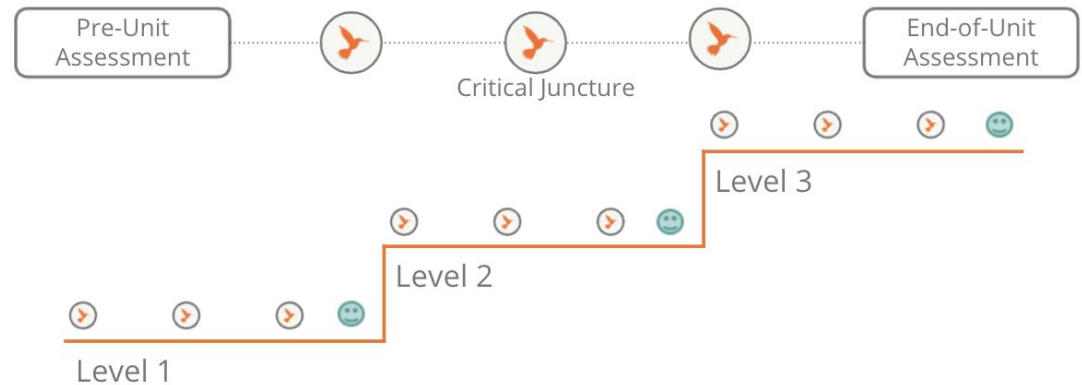 Pre-Unit
Assessment
End-of-Unit
Assessment
Critical Juncture
Level 3
Level 2
Level 1